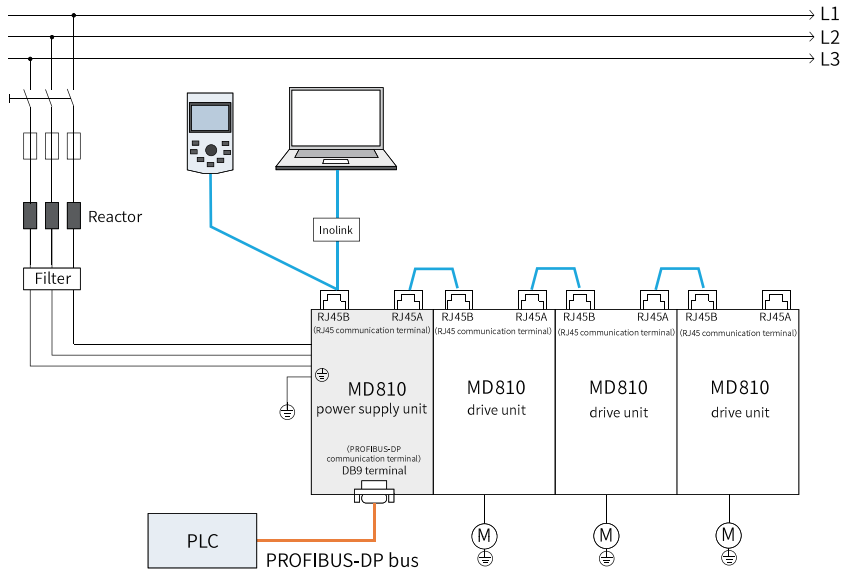 L1
L2
L3
Reactor
Inolink
Filter
RJ45B
RJ45A
RJ45B
RJ45A
RJ45B
RJ45A
RJ45B
RJ45A
(RJ45 communication terminal)
(RJ45 communication terminal)
(RJ45 communication terminal)
(RJ45 communication terminal)
MD810
power supply unit
MD810
drive unit
MD810
drive unit
MD810
drive unit
(PROFIBUS-DP
communication terminal)
DB9 terminal
PLC
PROFIBUS-DP bus
M
M
M